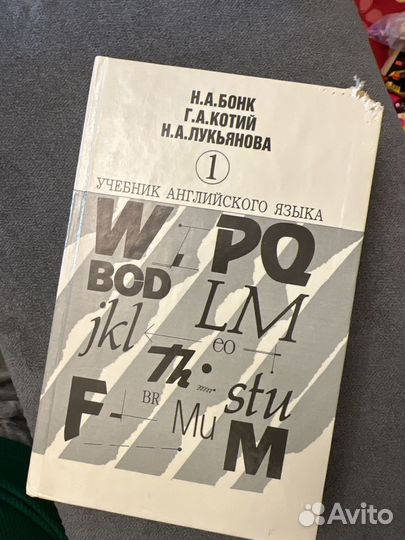 Н.А.БОНК
Г.А.КОТИЙ
Н.А.ЛУКЬЯНОВА
1
УЧЕБНИК АНГЛИЙСКОГО ЯЗЫКА
W T PQ
BOD
LM
jkl
EO
Th
BR
stu
F
Mu
M
Avito